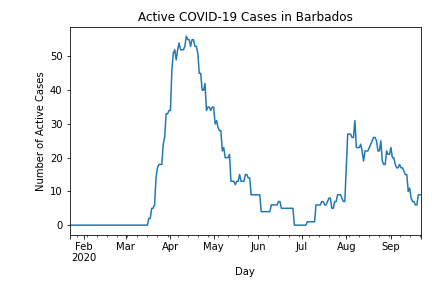 Active COVID-19 Cases in Barbados
Number of Active Cases
50
40
30
20
10
0
Feb Mar Apr May Jun Jul Aug Sep
2020
Day